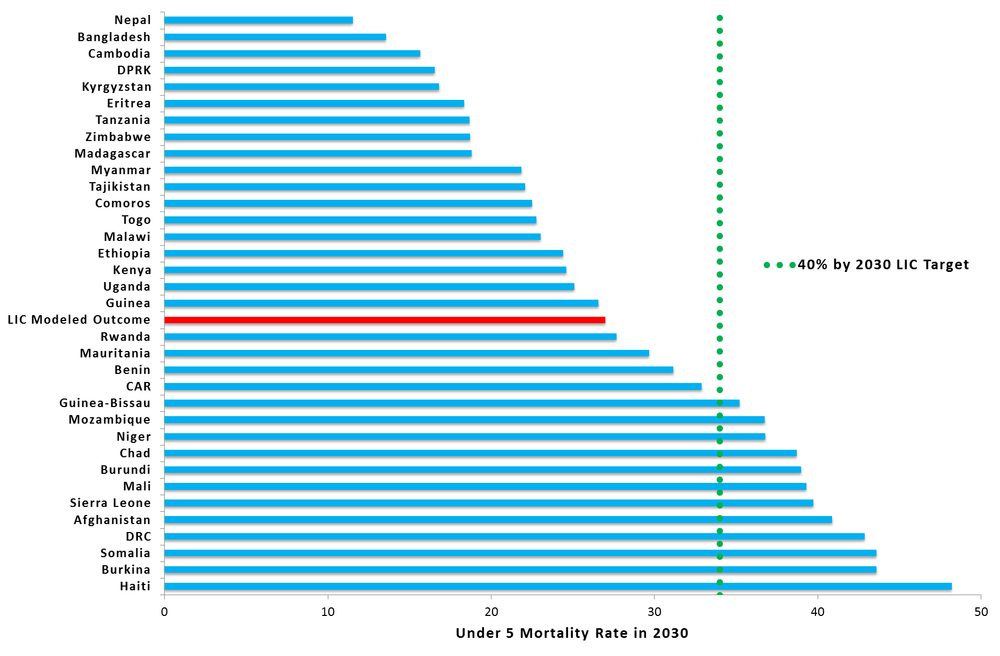 Nepal
Bangladesh
Cambodia
DPRK
Kyrgyzstan
Eritrea
Tanzania
Zimbabwe
Madagascar
Myanmar
Tajikistan
Comoros
Togo
Malawi
Ethiopia
Kenya
40% by 2030 LIC Target
Uganda
Guinea
LIC Modeled Outcome
Rwanda
Mauritania
Benin
CAR
Guinea-Bissau
Mozambique
Niger
Chad
Burundi
Mali
Sierra Leone
Afghanistan
DRC
Somalia
Burkina
Haiti
0 10 20 30 40 50
Under 5 Mortality Rate in 2030